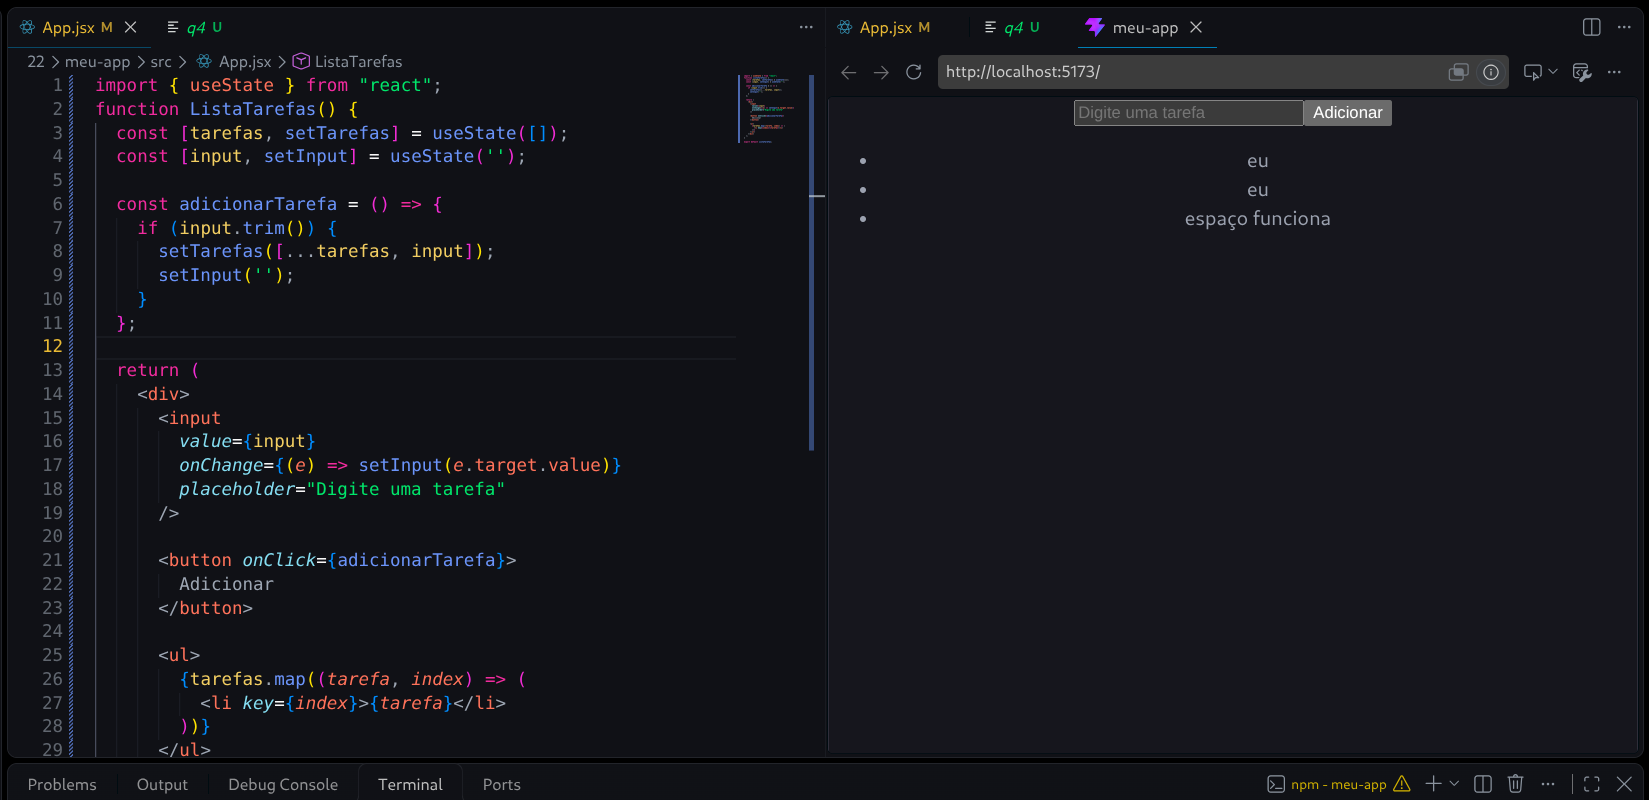 App.jsx M
q4 U
22 > meu-app > src > App.jsx > ListaTarefas
1 import { useState } from "react";
2 function ListaTarefas() {
3 const [tarefas, setTarefas] = useState([]);
4 const [input, setInput] = useState('');
5
6 const adicionarTarefa = () => {
7 if (input.trim()) {
8 setTarefas([...tarefas, input]);
9 setInput('');
10 }
11 };
12
13 return (
14 <div>
15 <input
16 value={input}
17 onChange={(e) => setInput(e.target.value)}
18 placeholder="Digite uma tarefa"
19 />
20
21 <button onClick={adicionarTarefa}>
22 Adicionar
23 </button>
24
25 <ul>
26 {tarefas.map((tarefa, index) => (
27 <li key={index}>{tarefa}</li>
28 ))}
29 </ul>
App.jsx M
q4 U
meu-app
http://localhost:5173/
Digite uma tarefa
Adicionar
• eu
• eu
• espaço funciona
Problems
Output
Debug Console
Terminal
Ports
npm - meu-app